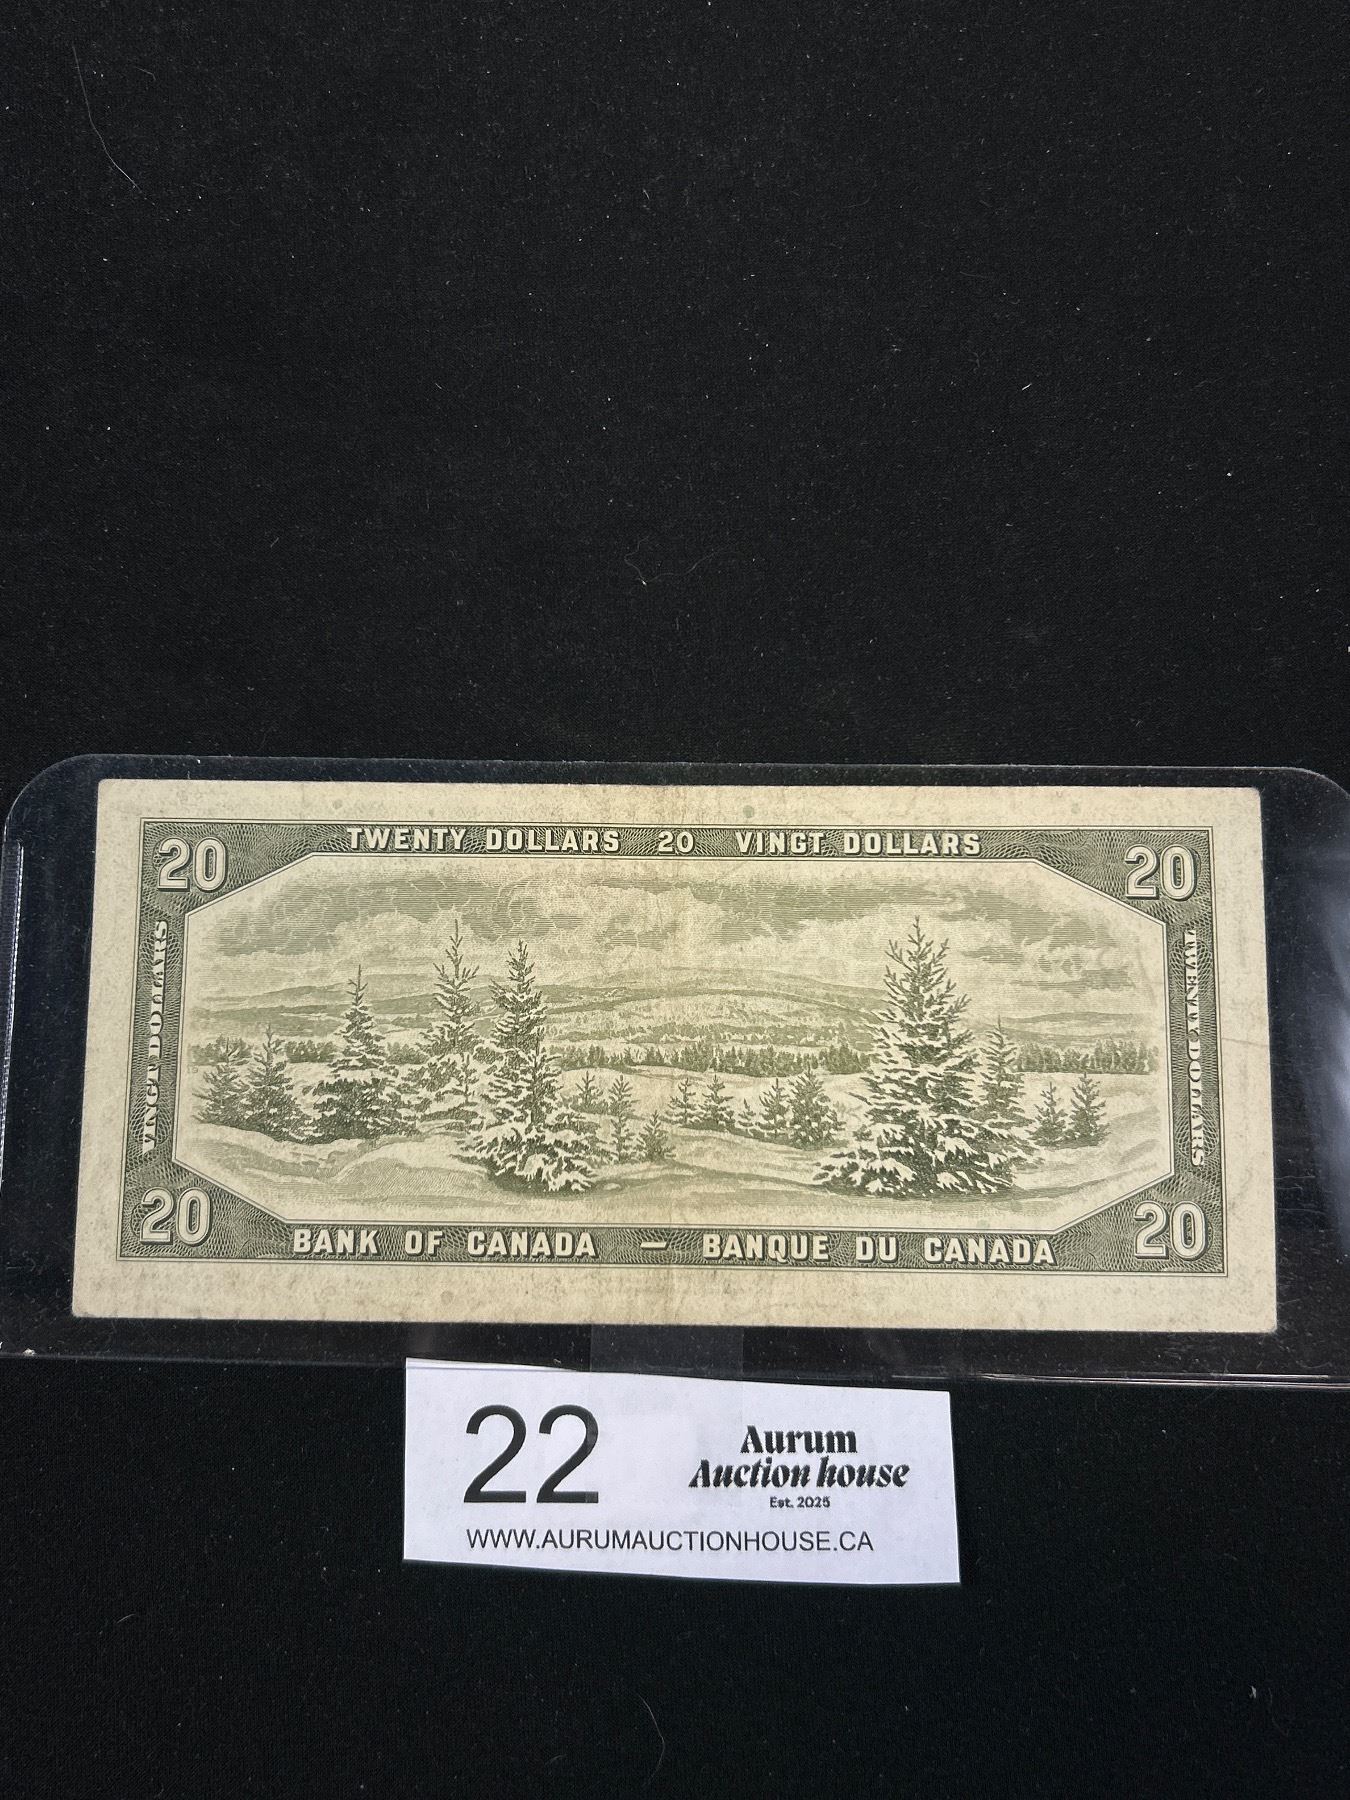 TWENTY DOLLARS 20 VINGT DOLLARS
20
20
VINGT DOLLARS
TWENTY DOLLARS
20
20
BANK OF CANADA — BANQUE DU CANADA
22
Aurum
Auction house
Est. 2025
WWW.AURUMAUCTIONHOUSE.CA